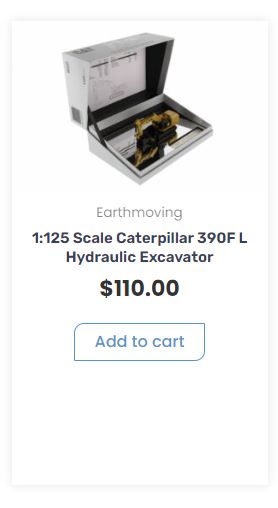 Earthmoving
1:125 Scale Caterpillar 390F L
Hydraulic Excavator
$110.00
Add to cart